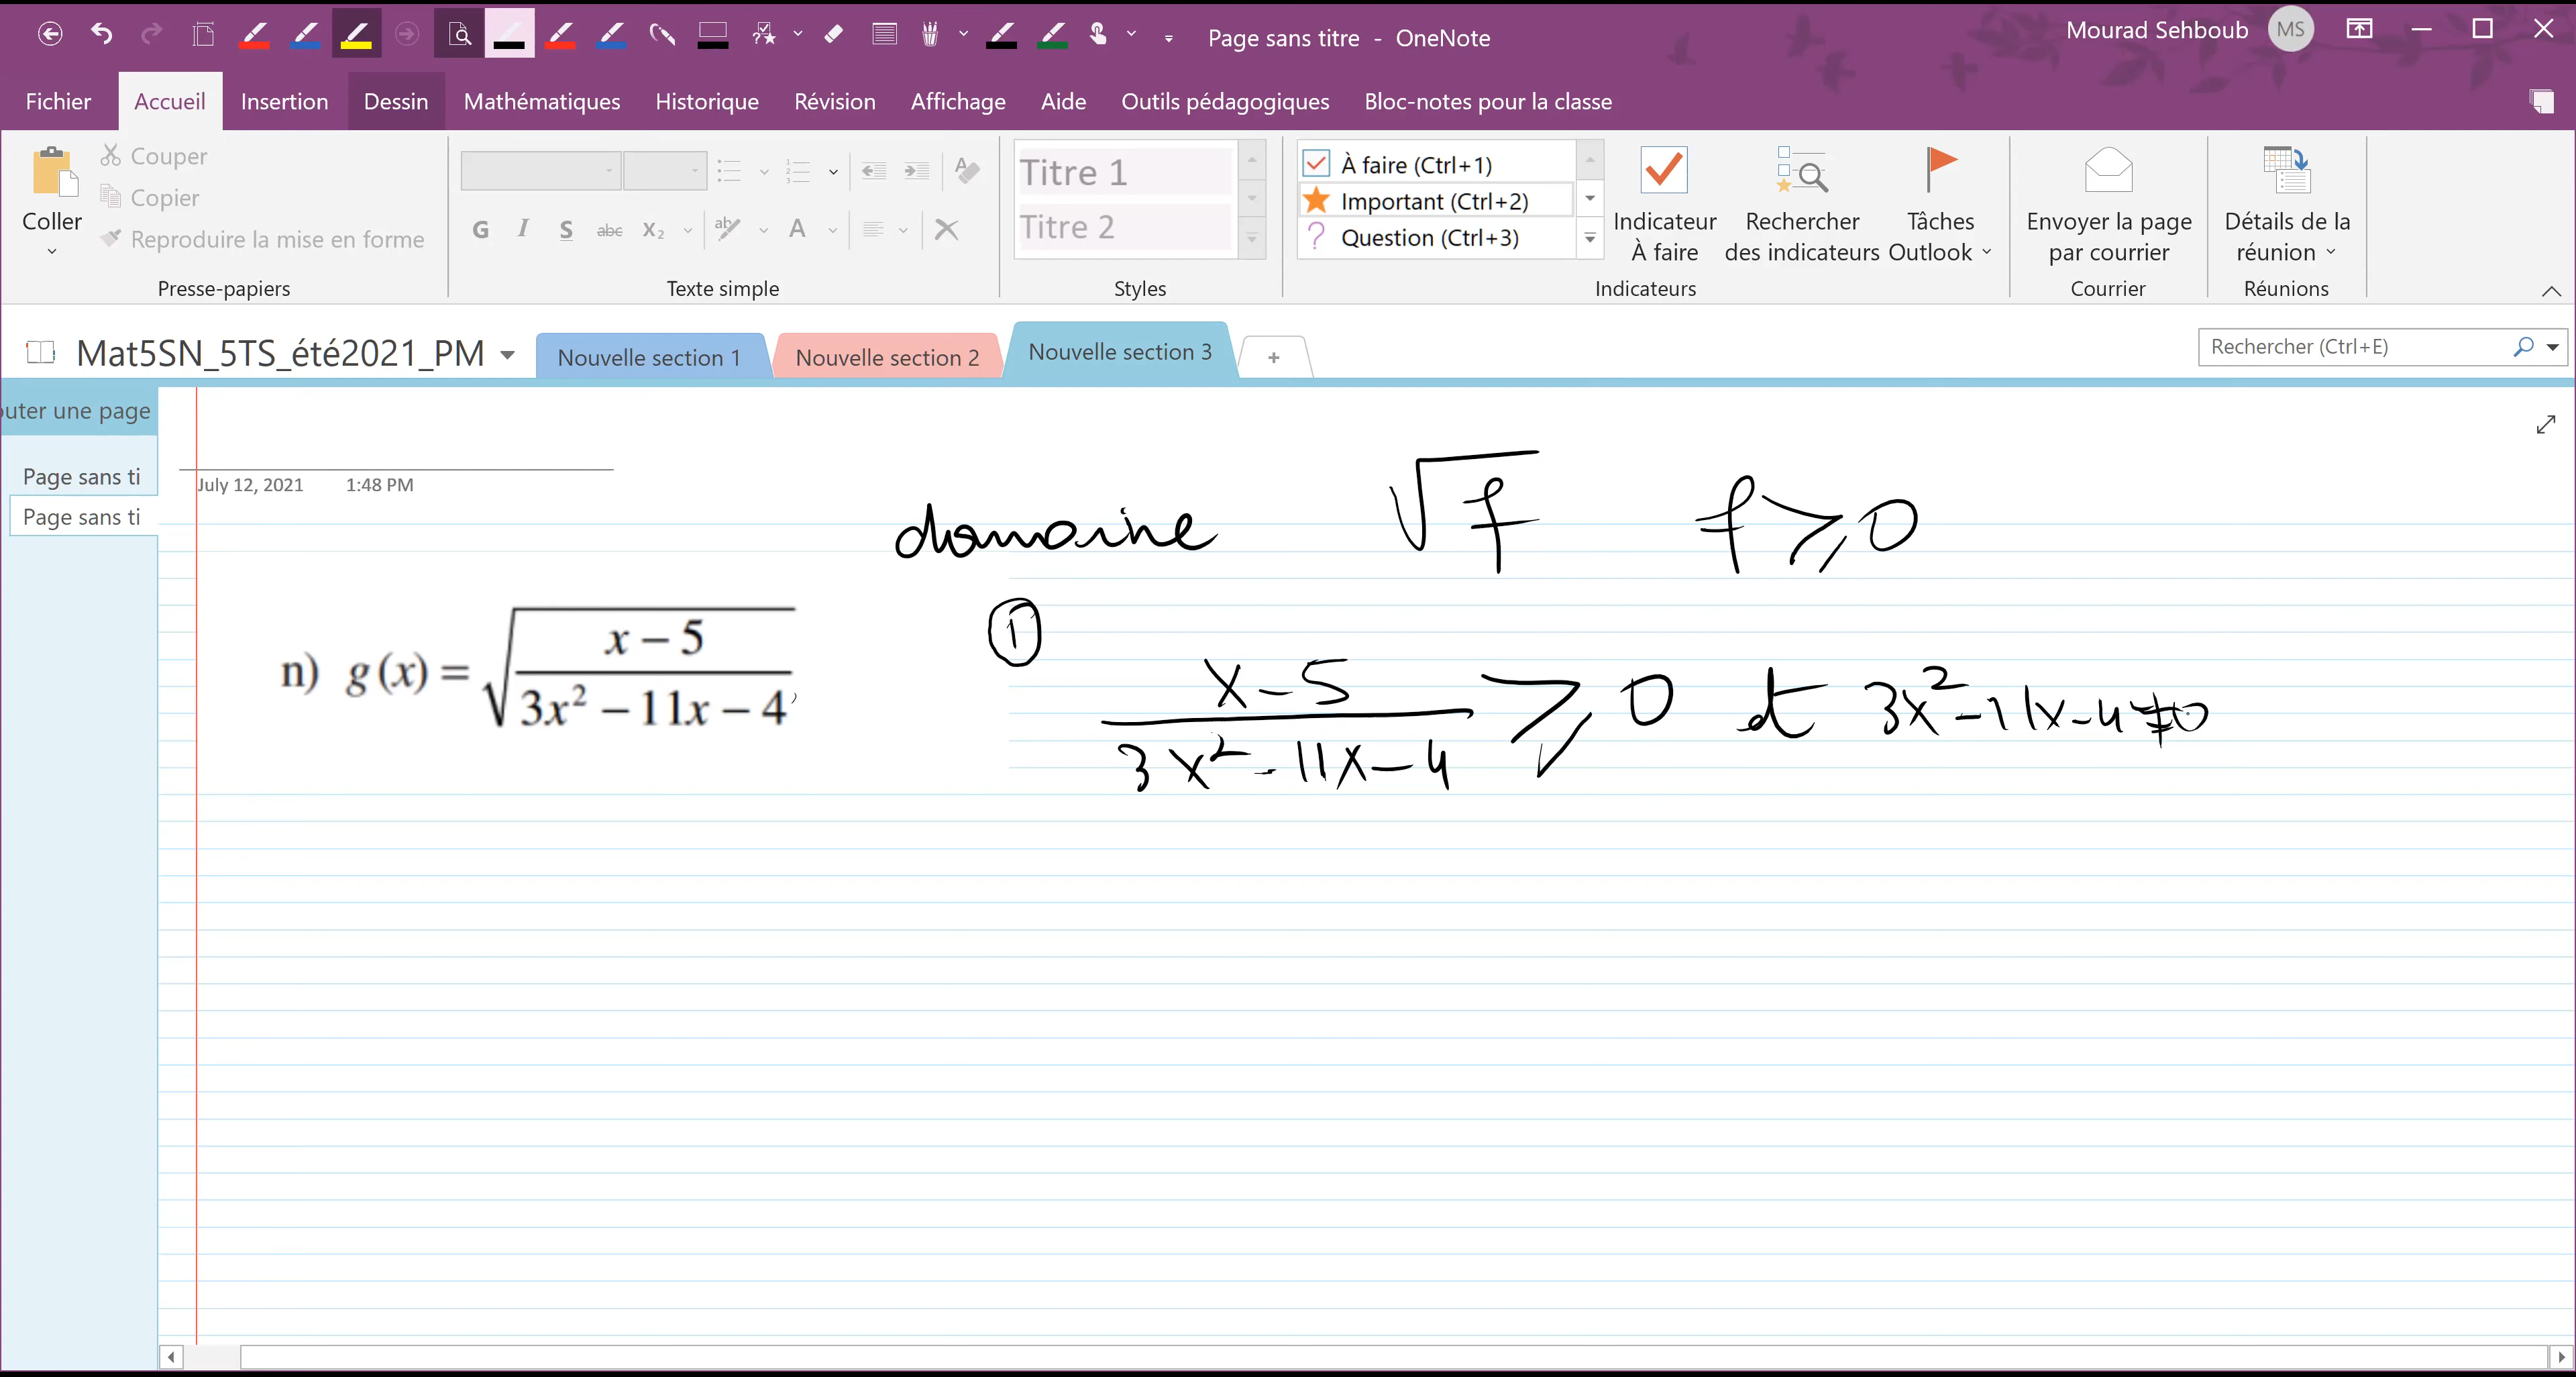 Page sans titre - OneNote
Mourad Sehboub MS
Fichier Accueil Insertion Dessin Mathématiques Historique Révision Affichage Aide Outils pédagogiques Bloc-notes pour la classe
Coller
Couper
Copier
Reproduire la mise en forme
Presse-papiers
G I S abc X₂ A
Texte simple
Titre 1
Titre 2
Styles
À faire (Ctrl+1)
Important (Ctrl+2)
Question (Ctrl+3)
Indicateur À faire
Rechercher des indicateurs
Tâches Outlook
Indicateurs
Envoyer la page par courrier
Courrier
Détails de la réunion
Réunions
Mat5SN_5TS_été2021_PM Nouvelle section 1 Nouvelle section 2 Nouvelle section 3 +
Rechercher (Ctrl+E)
outer une page
Page sans ti
Page sans ti
July 12, 2021 1:48 PM
domaine √f f ⩾ 0
n) g(x) = √((x − 5)/(3x² − 11x − 4))
①
(x − 5)/(3x² − 11x − 4) ⩾ 0 et 3x² − 11x − 4 ≠ 0